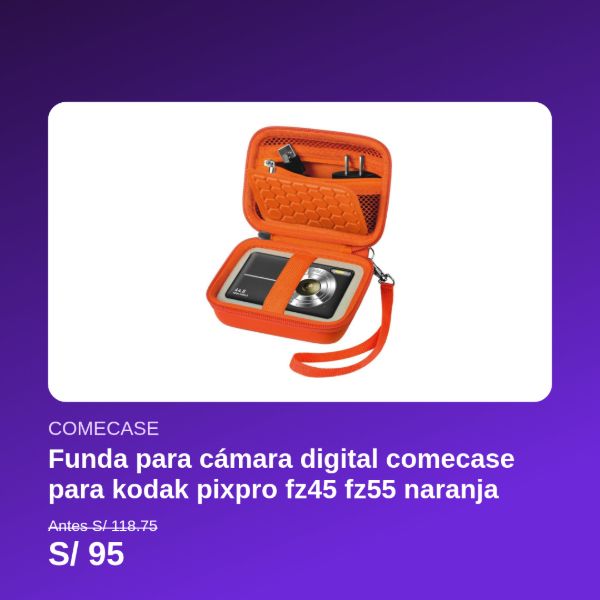 COMECASE
Funda para cámara digital comecase
para kodak pixpro fz45 fz55 naranja
Antes S/ 118.75
S/ 95